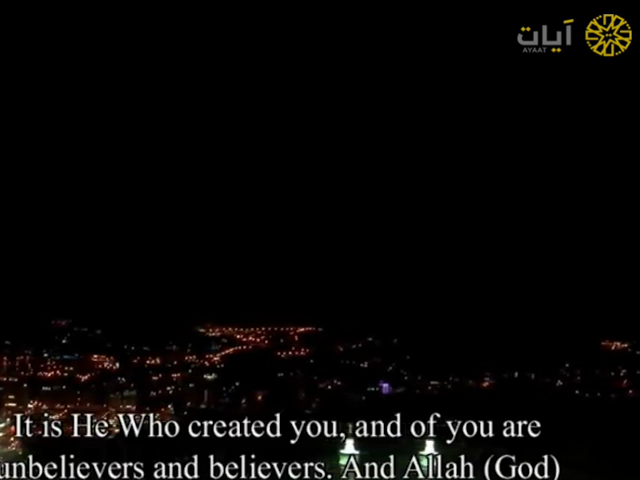 آيات
AYAAT
It is He Who created you, and of you are
unbelievers and believers. And Allah (God)